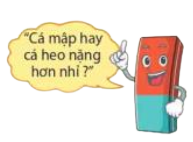 “Cá mập hay
cá heo nặng
hơn nhỉ ?”